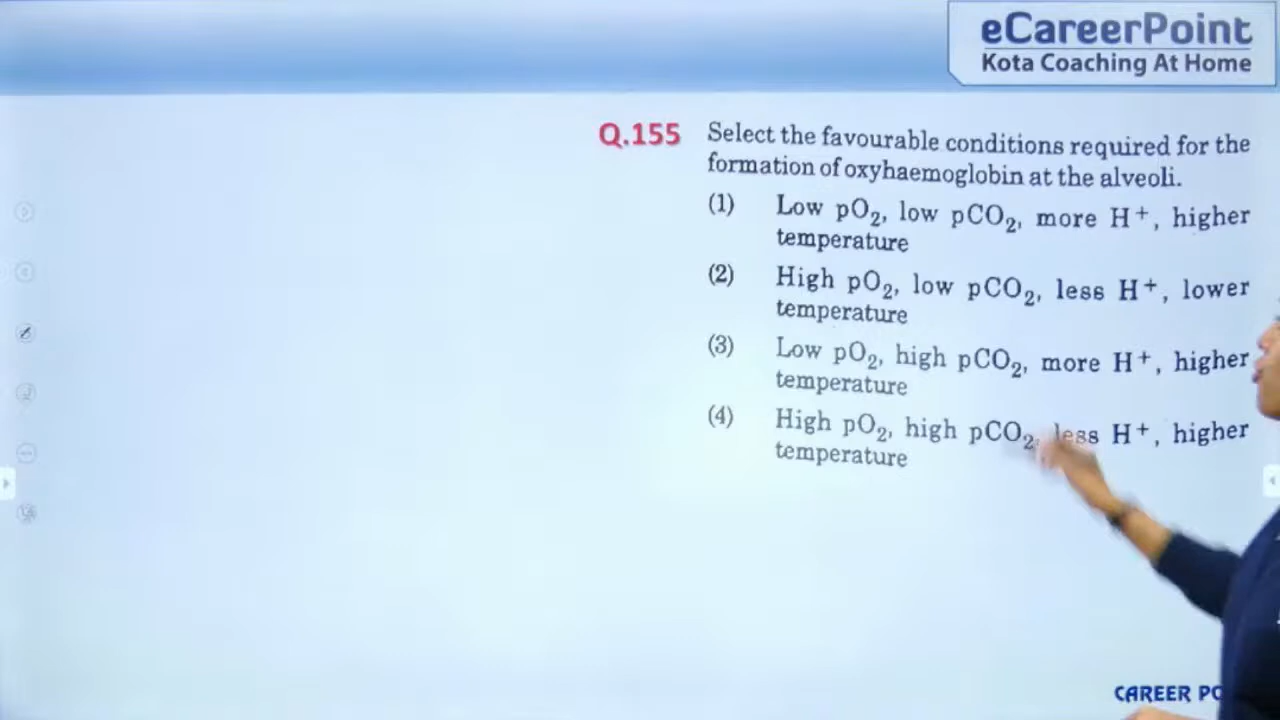 eCareerPoint
Kota Coaching At Home
Q.155 Select the favourable conditions required for the
formation of oxyhaemoglobin at the alveoli.
(1) Low pO₂, low pCO₂, more H⁺, higher
temperature
(2) High pO₂, low pCO₂, less H⁺, lower
temperature
(3) Low pO₂, high pCO₂, more H⁺, higher
temperature
(4) High pO₂, high pCO₂, less H⁺, higher
temperature
CAREER